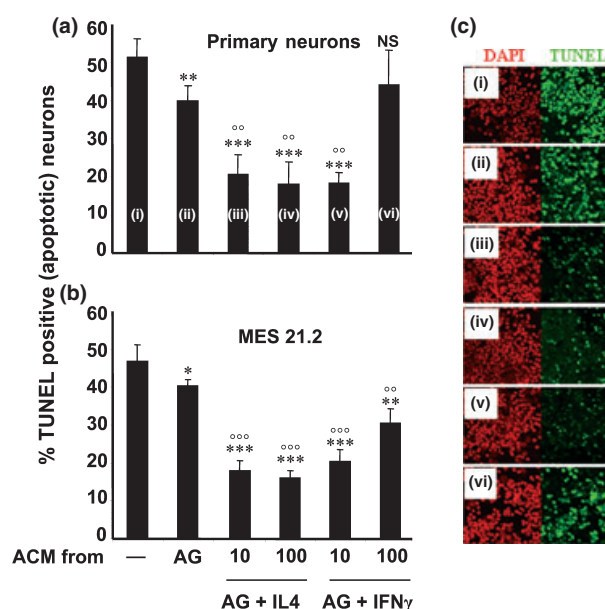 (a)
Primary neurons
% TUNEL positive (apoptotic) neurons
60
50
40
30
20
10
0
**
°°
***
°°
***
°°
***
NS
(i)
(ii)
(iii)
(iv)
(v)
(vi)
(b)
MES 21.2
60
50
40
30
20
10
0
*
°°°
***
°°°
***
°°°
***
°°
**
ACM from — AG 10 100 10 100
AG + IL4 AG + IFNγ
(c)
DAPI TUNEL
(i)
(ii)
(iii)
(iv)
(v)
(vi)